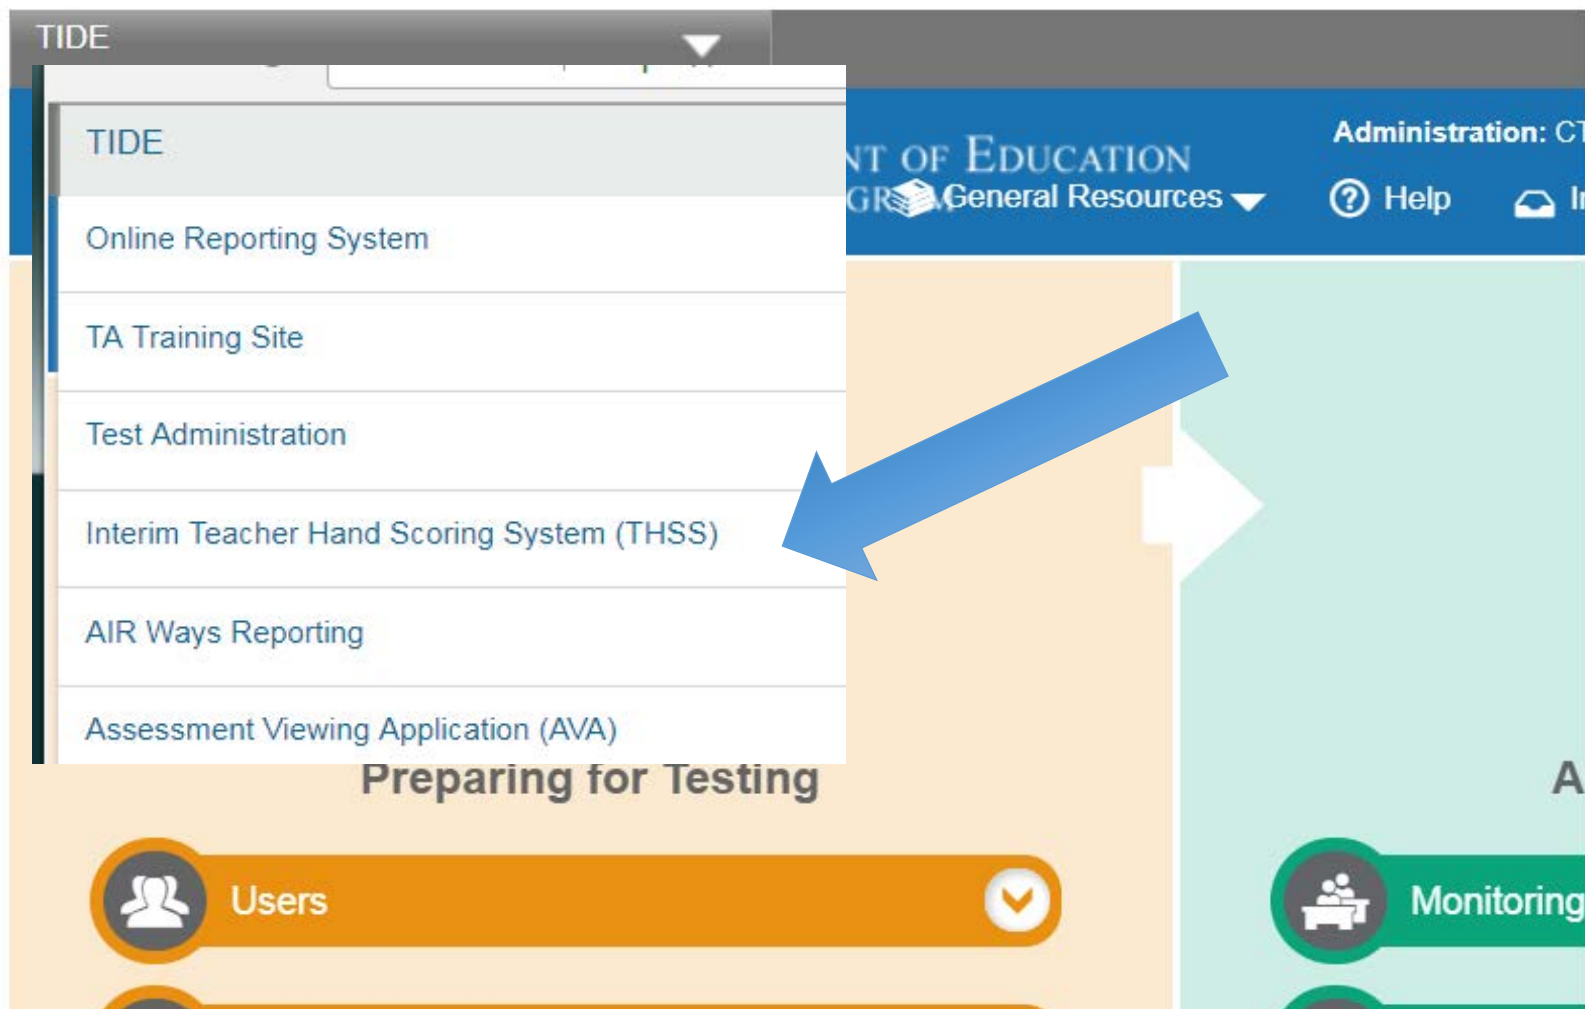 TIDE
TIDE
Online Reporting System
TA Training Site
Test Administration
Interim Teacher Hand Scoring System (THSS)
AIR Ways Reporting
Assessment Viewing Application (AVA)
OF EDUCATION
Administration:
General Resources
Help
Preparing for Testing
Users
Monitoring